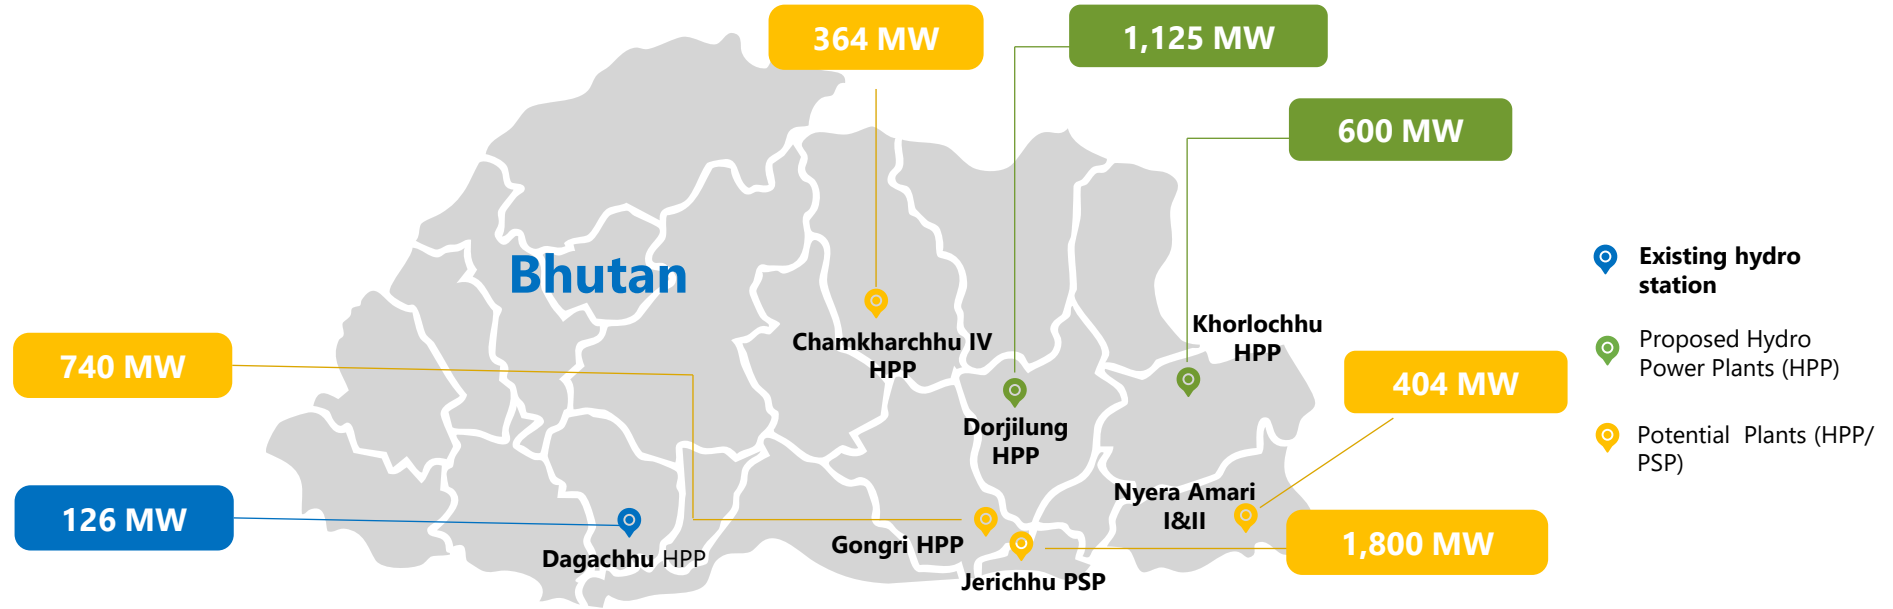 364 MW
1,125 MW
600 MW
Bhutan
Existing hydro
station
Khorlochhu
HPP
Chamkharchhu IV
HPP
Proposed Hydro
Power Plants (HPP)
740 MW
404 MW
Dorjilung
HPP
Potential Plants (HPP/
PSP)
Nyera Amari
I&II
126 MW
1,800 MW
Gongri HPP
Dagachhu HPP
Jerichhu PSP